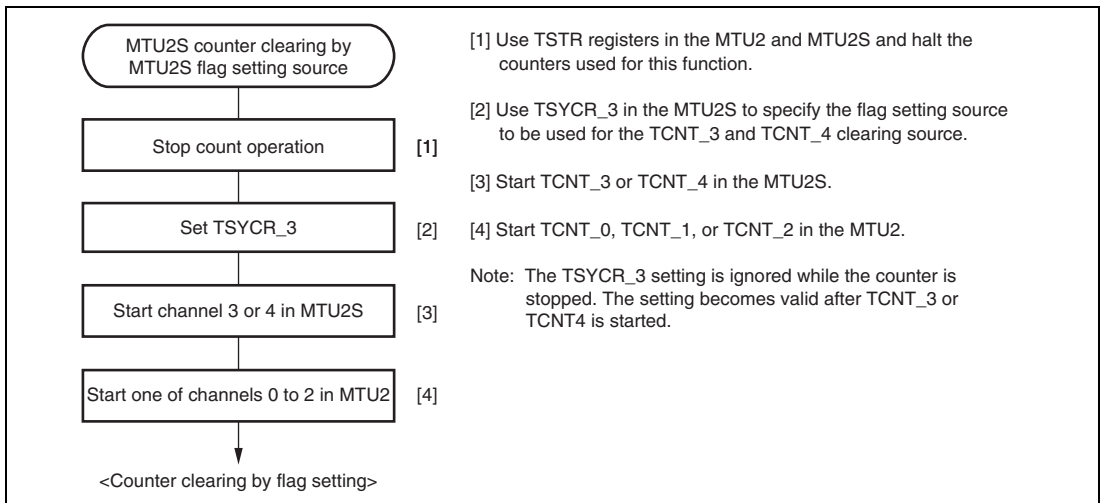 MTU2S counter clearing by
MTU2S flag setting source
Stop count operation
[1]
Set TSYCR_3
[2]
Start channel 3 or 4 in MTU2S
[3]
Start one of channels 0 to 2 in MTU2
[4]
<Counter clearing by flag setting>
[1] Use TSTR registers in the MTU2 and MTU2S and halt the
counters used for this function.
[2] Use TSYCR_3 in the MTU2S to specify the flag setting source
to be used for the TCNT_3 and TCNT_4 clearing source.
[3] Start TCNT_3 or TCNT_4 in the MTU2S.
[4] Start TCNT_0, TCNT_1, or TCNT_2 in the MTU2.
Note: The TSYCR_3 setting is ignored while the counter is
stopped. The setting becomes valid after TCNT_3 or
TCNT4 is started.